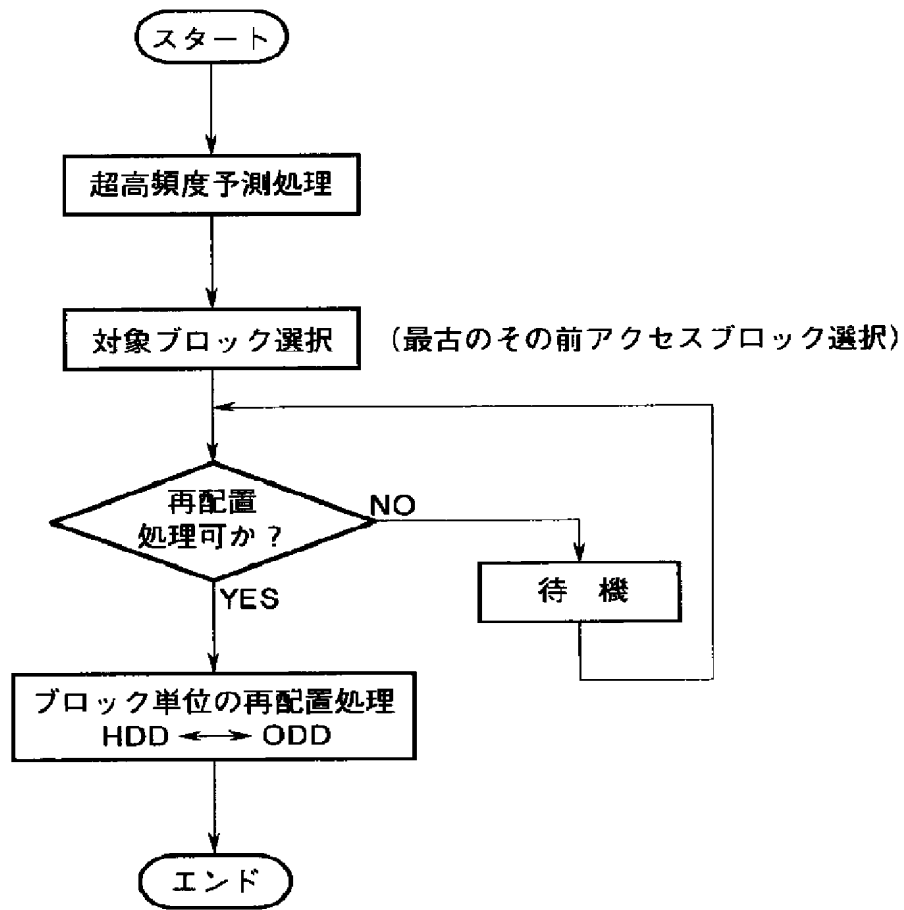 スタート
超高頻度予測処理
対象ブロック選択 (最古のその前アクセスブロック選択)
再配置
処理可か?
NO
待 機
YES
ブロック単位の再配置処理
HDD ⟷ ODD
エンド